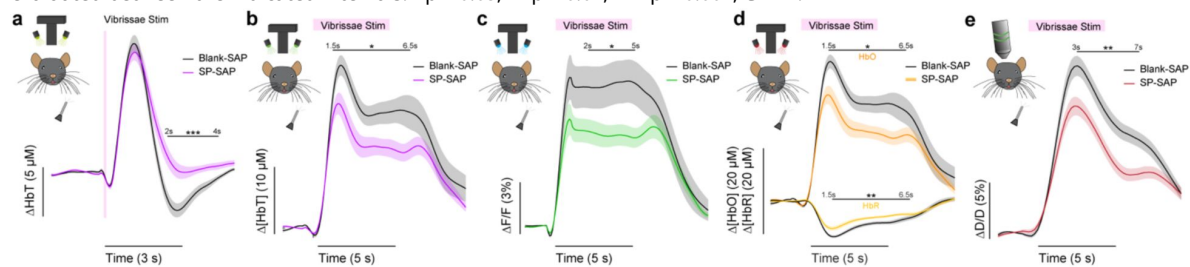 a
Vibrissae Stim
Blank-SAP
SP-SAP
2s *** 4s
ΔHbT (5 µM)
Time (3 s)
b
Vibrissae Stim
1.5s * 6.5s
Blank-SAP
SP-SAP
Δ[HbT] (10 µM)
Time (5 s)
c
Vibrissae Stim
2s * 5s
Blank-SAP
SP-SAP
ΔF/F (3%)
Time (5 s)
d
Vibrissae Stim
1.5s * 6.5s
HbO
Blank-SAP
SP-SAP
Δ[HbO] (20 µM)
Δ[HbR] (20 µM)
1.5s ** 6.5s
HbR
Time (5 s)
e
Vibrissae Stim
3s ** 7s
Blank-SAP
SP-SAP
ΔD/D (5%)
Time (5 s)